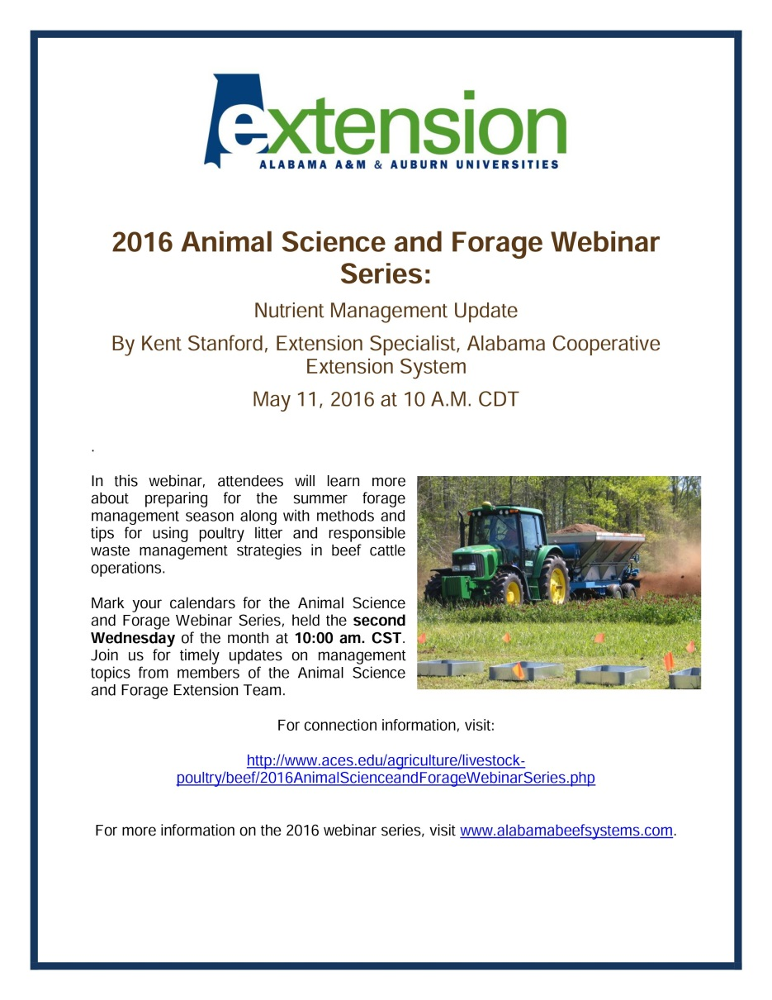 extension
ALABAMA A&M & AUBURN UNIVERSITIES
2016 Animal Science and Forage Webinar
Series:
Nutrient Management Update
By Kent Stanford, Extension Specialist, Alabama Cooperative
Extension System
May 11, 2016 at 10 A.M. CDT
.
In this webinar, attendees will learn more
about preparing for the summer forage
management season along with methods and
tips for using poultry litter and responsible
waste management strategies in beef cattle
operations.
Mark your calendars for the Animal Science
and Forage Webinar Series, held the second
Wednesday of the month at 10:00 am. CST.
Join us for timely updates on management
topics from members of the Animal Science
and Forage Extension Team.
For connection information, visit:
http://www.aces.edu/agriculture/livestock-
poultry/beef/2016AnimalScienceandForageWebinarSeries.php
For more information on the 2016 webinar series, visit www.alabamabeefsystems.com.